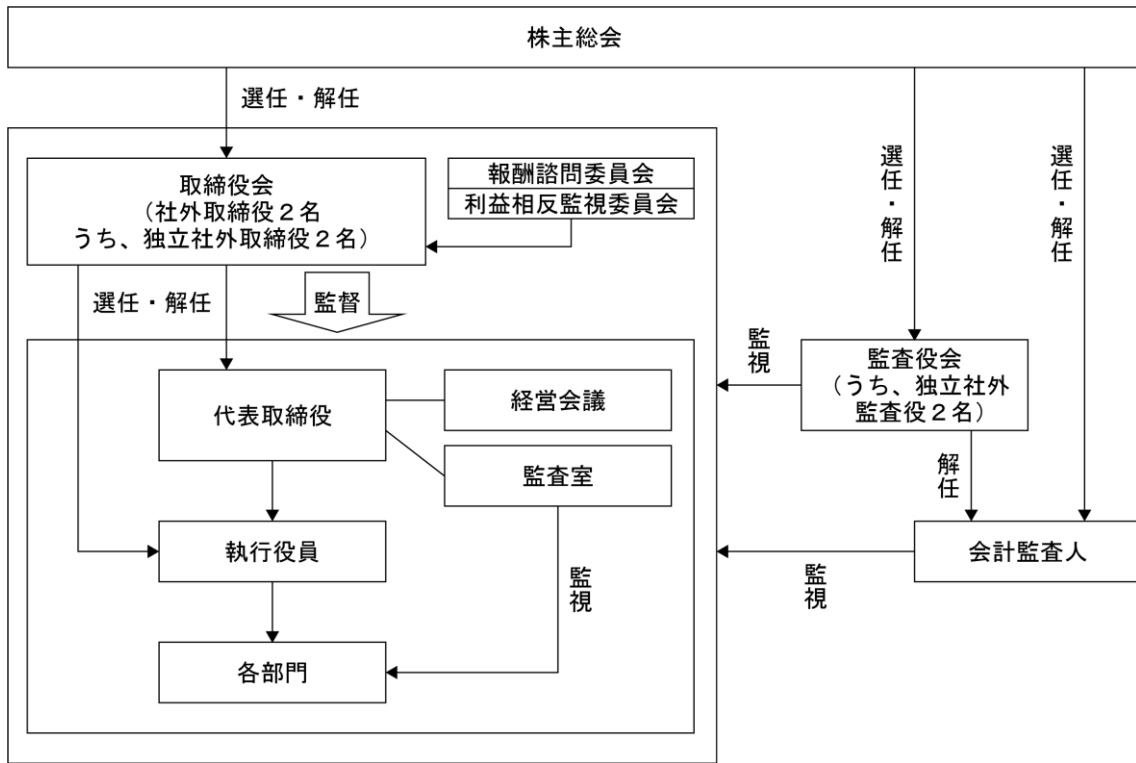 株主総会
選任・解任
取締役会
（社外取締役２名
うち、独立社外取締役２名）
報酬諮問委員会
利益相反監視委員会
選任・解任
選任・解任
選任・解任
監督
代表取締役
経営会議
監査室
執行役員
監視
各部門
監視
監査役会
（うち、独立社外
監査役２名）
解任
会計監査人
監視